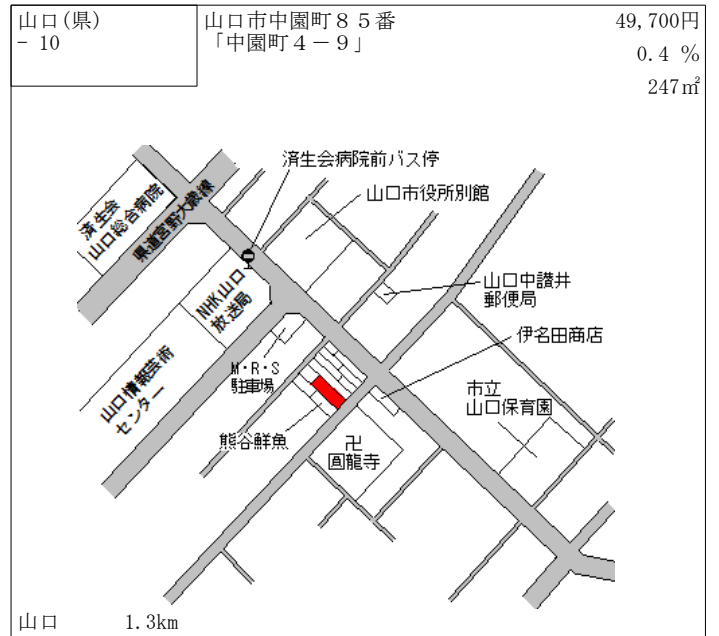 山口(県)
- 10
山口市中園町８５番
「中園町４－９」
49,700円
0.4 %
247㎡
済生会病院前バス停
山口市役所別館
済生会
山口総合病院
県道宮野大歳線
NHK山口
放送局
山口中讃井
郵便局
伊名田商店
M・R・S
駐車場
山口情報芸術
センター
市立
山口保育園
熊谷鮮魚
卍
圓龍寺
山口 1.3km